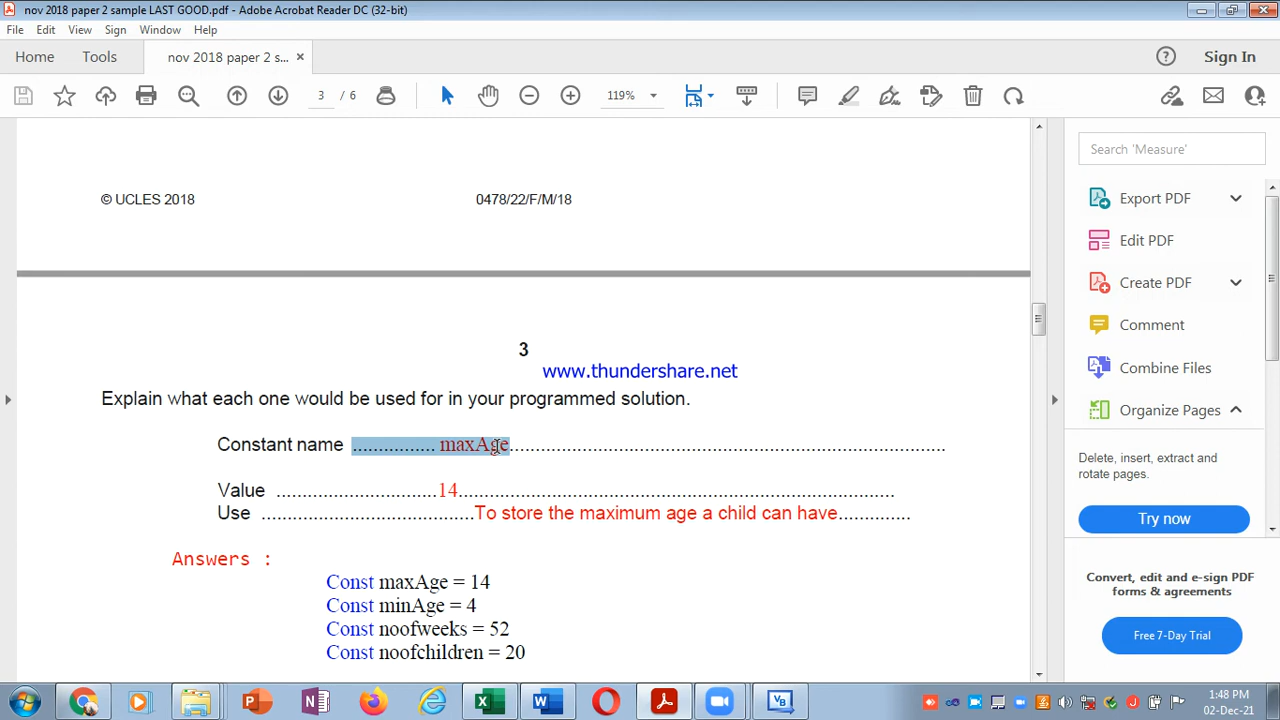 nov 2018 paper 2 sample LAST GOOD.pdf - Adobe Acrobat Reader DC (32-bit)
File Edit View Sign Window Help
Home Tools nov 2018 paper 2 s... × Sign In
3 / 6 119%
Search 'Measure'
© UCLES 2018 0478/22/F/M/18
Export PDF
Edit PDF
Create PDF
Comment
Combine Files
Organize Pages
Delete, insert, extract and
rotate pages.
Try now
Convert, edit and e-sign PDF
forms & agreements
Free 7-Day Trial
3
www.thundershare.net
Explain what each one would be used for in your programmed solution.
Constant name ................ maxAge...................................................................................
Value ...............................14...................................................................................
Use .........................................To store the maximum age a child can have..............
Answers :
Const maxAge = 14
Const minAge = 4
Const noofweeks = 52
Const noofchildren = 20
1:48 PM
02-Dec-21